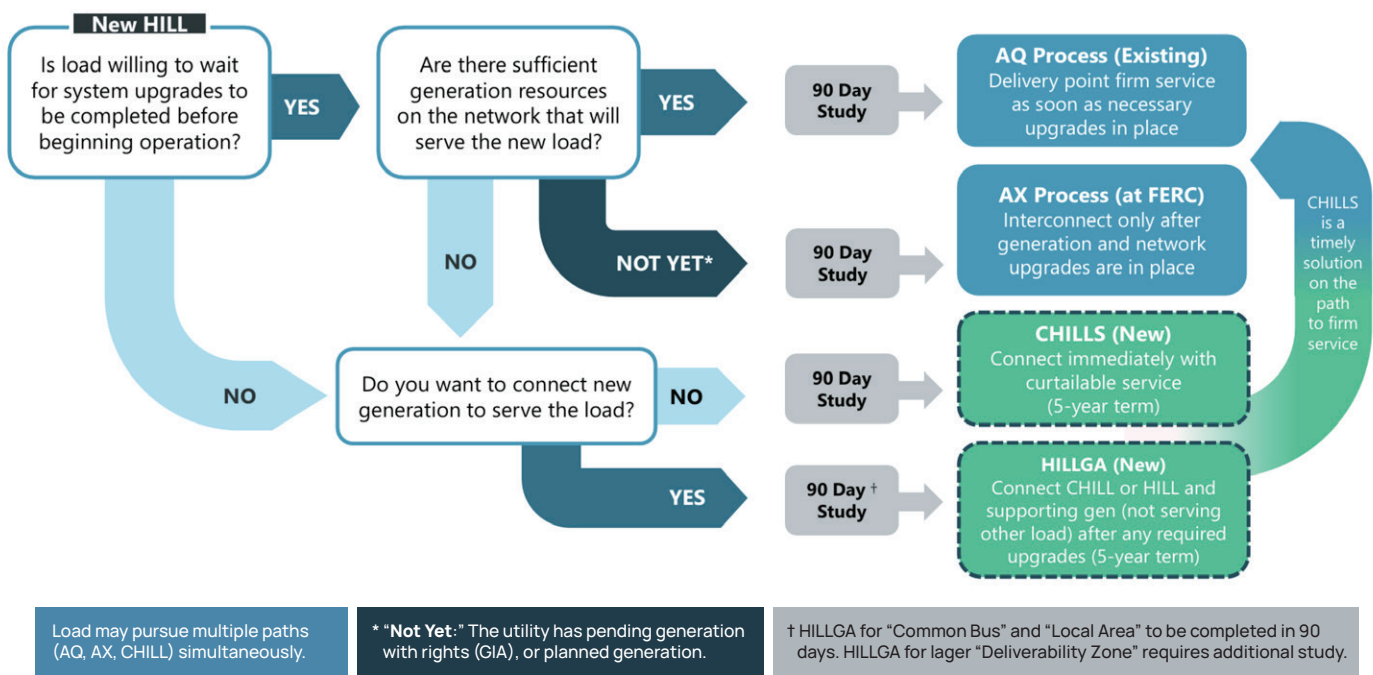 New HILL
Is load willing to wait
for system upgrades to
be completed before
beginning operation?
YES
Are there sufficient
generation resources
on the network that will
serve the new load?
YES
90 Day
Study
AQ Process (Existing)
Delivery point firm service
as soon as necessary
upgrades in place
NO
NOT YET*
90 Day
Study
AX Process (at FERC)
Interconnect only after
generation and network
upgrades are in place
CHILLS
is a
timely
solution
on the
path
to firm
service
NO
Do you want to connect new
generation to serve the load?
NO
90 Day
Study
CHILLS (New)
Connect immediately with
curtailable service
(5-year term)
YES
90 Day †
Study
HILLGA (New)
Connect CHILL or HILL and
supporting gen (not serving
other load) after any required
upgrades (5-year term)
Load may pursue multiple paths
(AQ, AX, CHILL) simultaneously.
* “Not Yet:” The utility has pending generation
with rights (GIA), or planned generation.
† HILLGA for “Common Bus” and “Local Area” to be completed in 90
days. HILLGA for lager “Deliverability Zone” requires additional study.